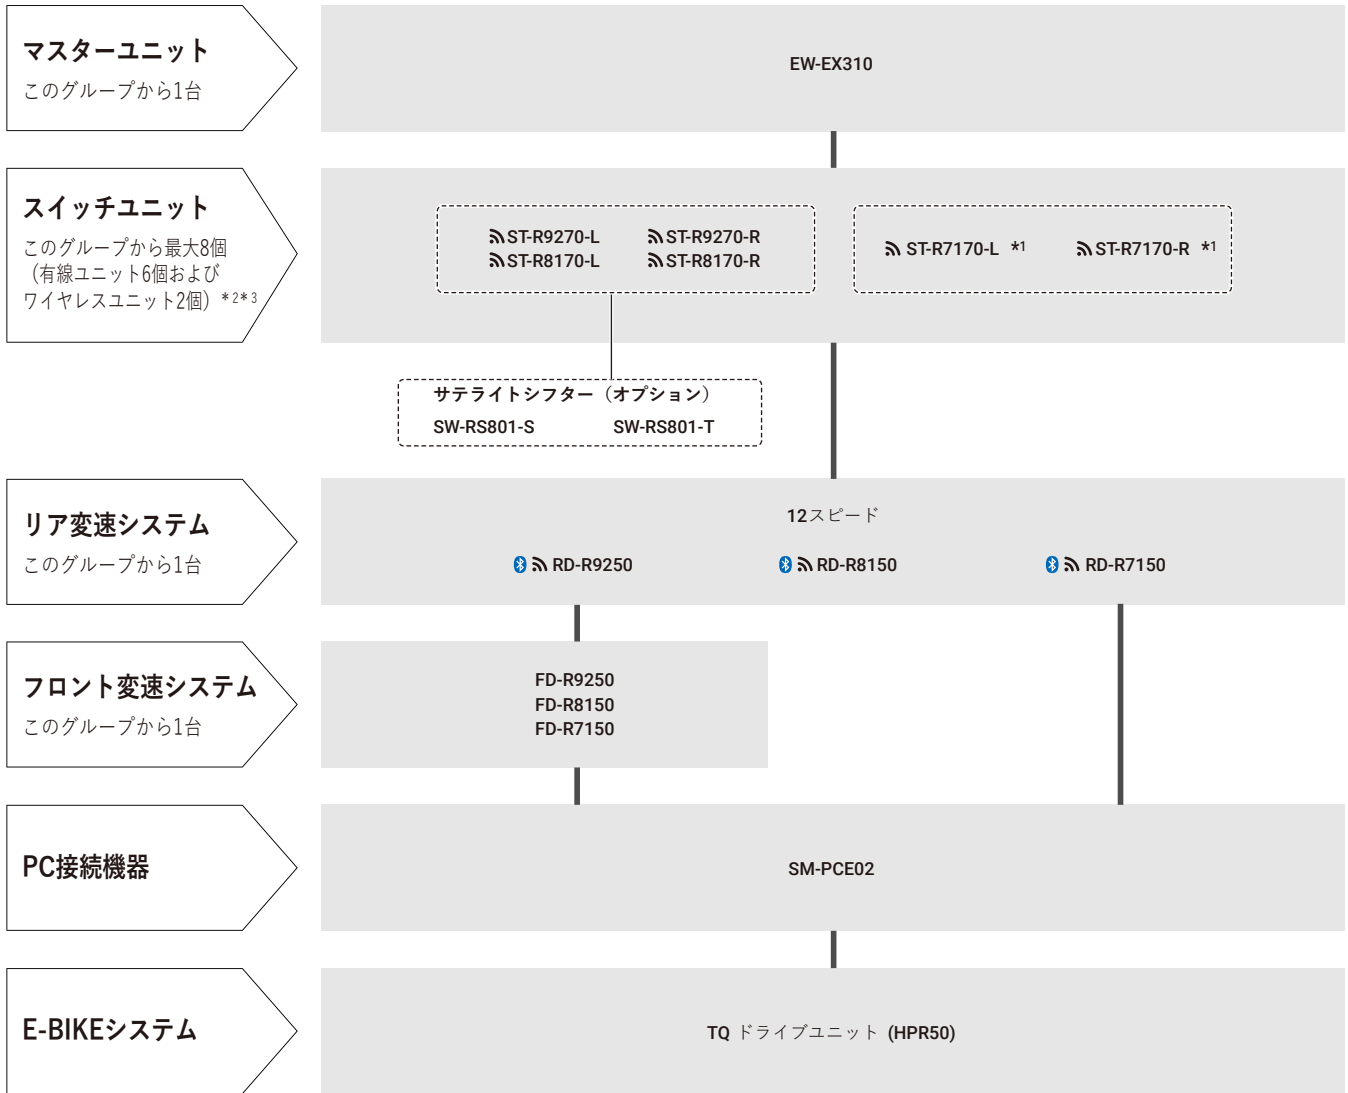 マスターユニット
このグループから1台
EW-EX310
スイッチユニット
このグループから最大8個
（有線ユニット6個および
ワイヤレスユニット2個）*2*3
ST-R9270-L ST-R9270-R
ST-R8170-L ST-R8170-R
ST-R7170-L *1 ST-R7170-R *1
サテライトシフター（オプション）
SW-RS801-S SW-RS801-T
リア変速システム
このグループから1台
12スピード
RD-R9250 RD-R8150 RD-R7150
フロント変速システム
このグループから1台
FD-R9250
FD-R8150
FD-R7150
PC接続機器
SM-PCE02
E-BIKEシステム
TQ ドライブユニット (HPR50)